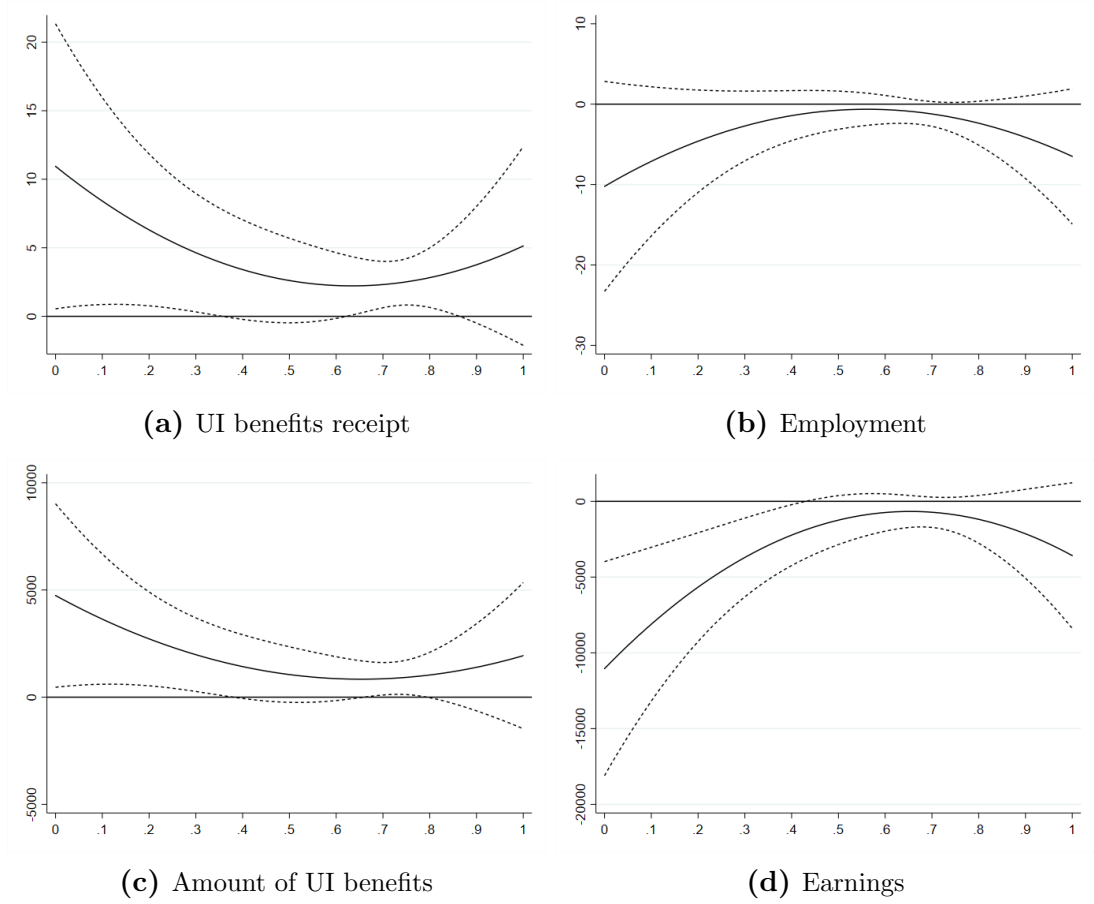 20
15
10
5
0
0 .1 .2 .3 .4 .5 .6 .7 .8 .9 1
(a) UI benefits receipt
10
0
-10
-20
-30
0 .1 .2 .3 .4 .5 .6 .7 .8 .9 1
(b) Employment
10000
5000
0
-5000
0 .1 .2 .3 .4 .5 .6 .7 .8 .9 1
(c) Amount of UI benefits
0
-5000
-10000
-15000
-20000
0 .1 .2 .3 .4 .5 .6 .7 .8 .9 1
(d) Earnings